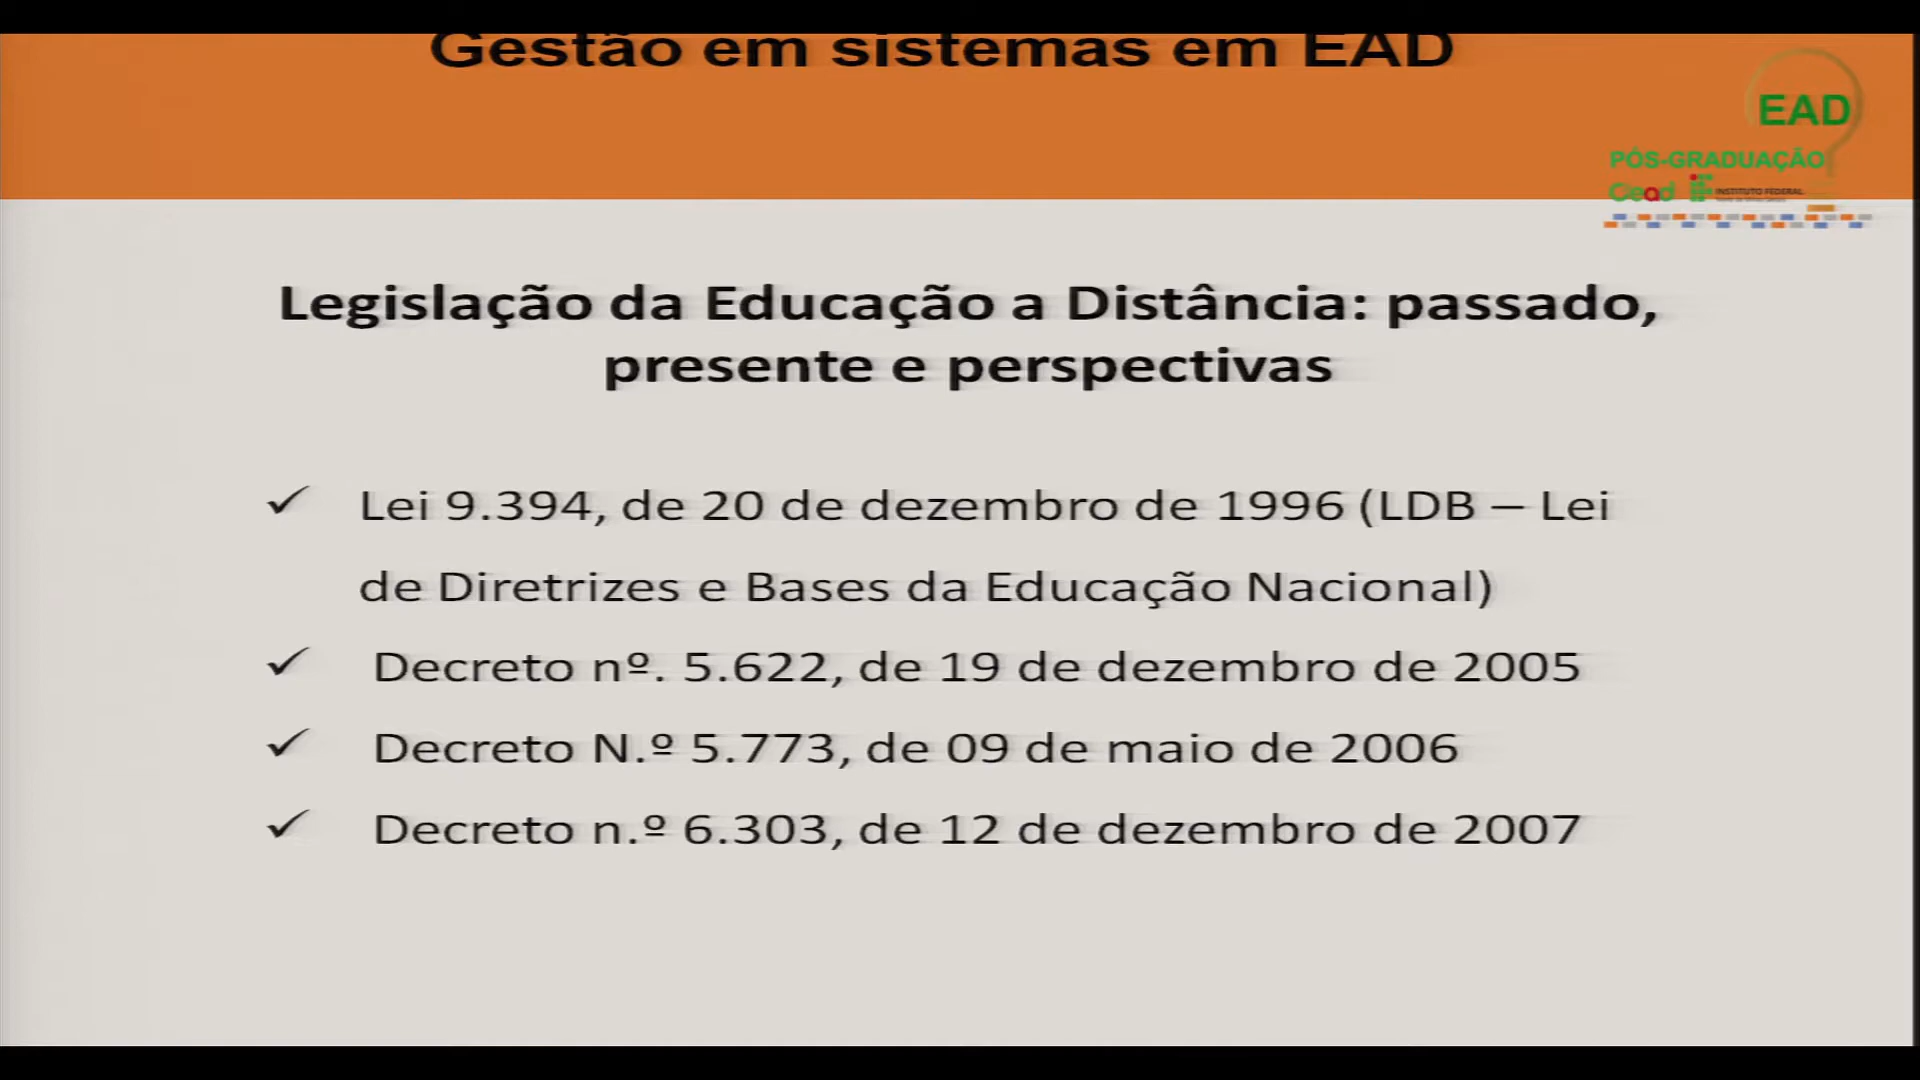 Gestão em sistemas em EAD
EAD
PÓS-GRADUAÇÃO
Cead INSTITUTO FEDERAL
Legislação da Educação a Distância: passado,
presente e perspectivas
✓ Lei 9.394, de 20 de dezembro de 1996 (LDB – Lei
de Diretrizes e Bases da Educação Nacional)
✓ Decreto nº. 5.622, de 19 de dezembro de 2005
✓ Decreto N.º 5.773, de 09 de maio de 2006
✓ Decreto n.º 6.303, de 12 de dezembro de 2007